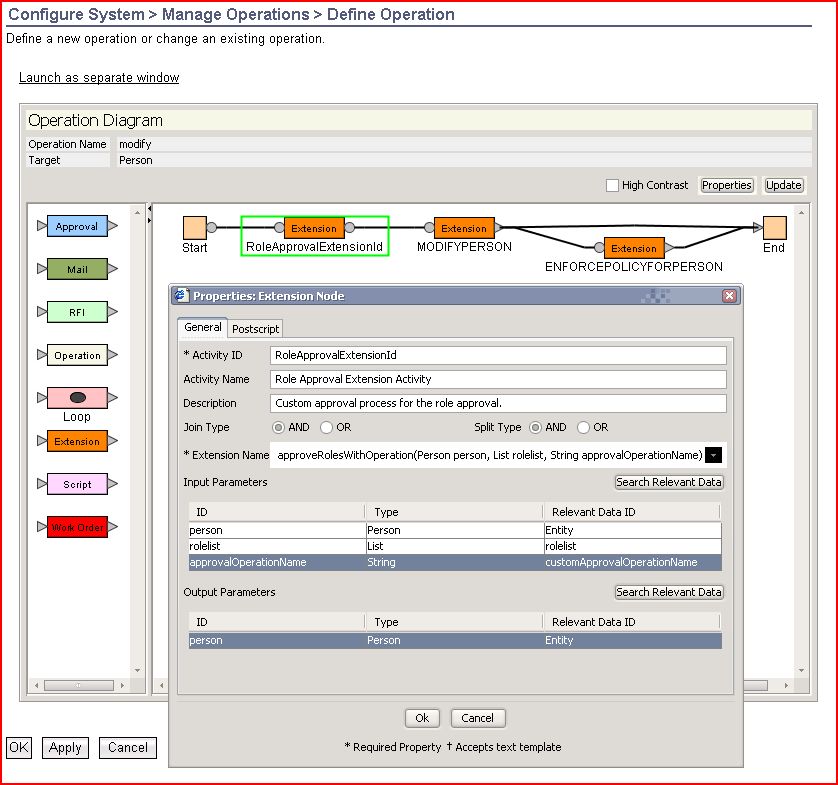 Configure System > Manage Operations > Define Operation
Define a new operation or change an existing operation.
Launch as separate window
Operation Diagram
Operation Name modify
Target Person
High Contrast Properties Update
Approval
Mail
RFI
Operation
Loop
Extension
Script
Work Order
Start
Extension
RoleApprovalExtensionId
Extension
MODIFYPERSON
Extension
ENFORCEPOLICYFORPERSON
End
Properties: Extension Node
General Postscript
* Activity ID RoleApprovalExtensionId
Activity Name Role Approval Extension Activity
Description Custom approval process for the role approval.
Join Type AND OR Split Type AND OR
* Extension Name approveRolesWithOperation(Person person, List rolelist, String approvalOperationName)
Input Parameters Search Relevant Data
ID Type Relevant Data ID
person Person Entity
rolelist List rolelist
approvalOperationName String customApprovalOperationName
Output Parameters Search Relevant Data
ID Type Relevant Data ID
person Person Entity
Ok Cancel
* Required Property † Accepts text template
OK Apply Cancel